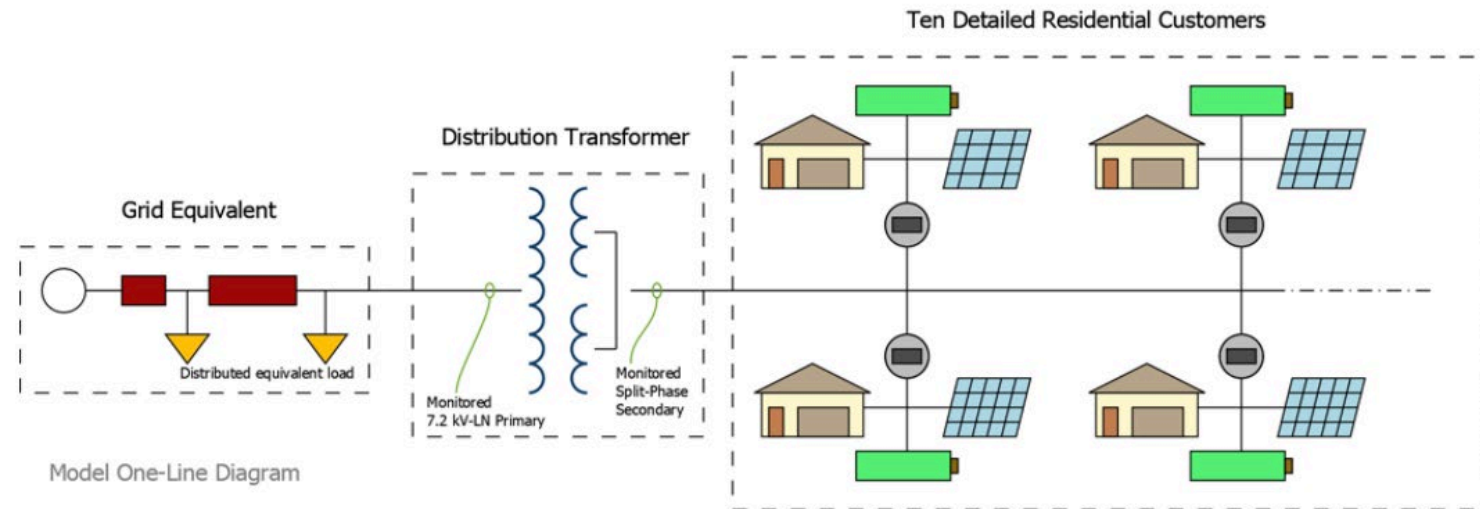 Ten Detailed Residential Customers
Distribution Transformer
Grid Equivalent
Distributed equivalent load
Monitored
7.2 kV-LN Primary
Monitored
Split-Phase
Secondary
Model One-Line Diagram